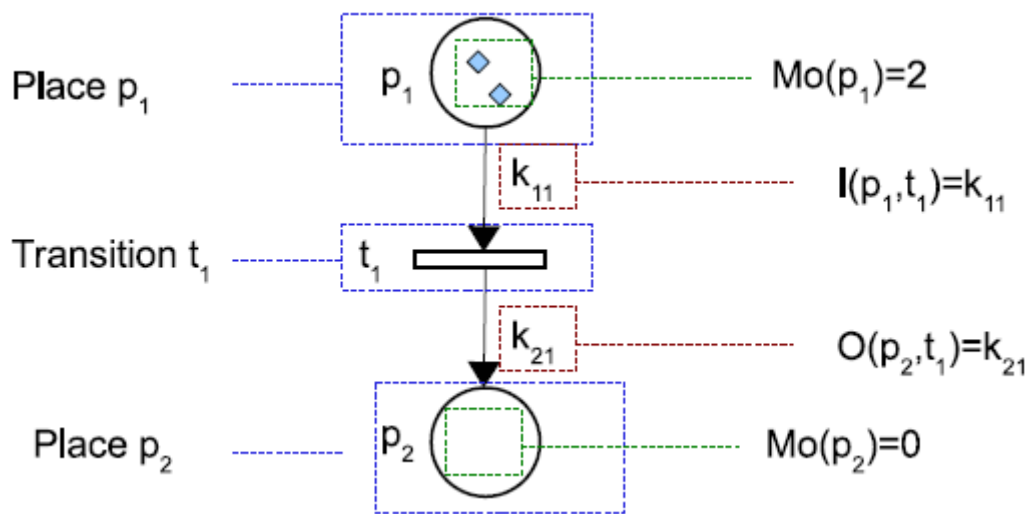 Place p₁
p₁
Mo(p₁)=2
k₁₁
I(p₁,t₁)=k₁₁
Transition t₁
t₁
k₂₁
O(p₂,t₁)=k₂₁
Place p₂
p₂
Mo(p₂)=0